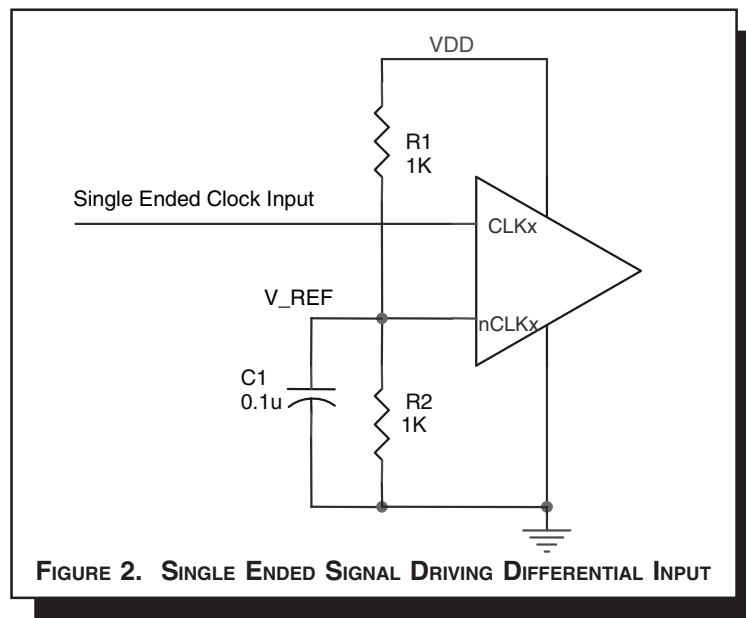 VDD
R1
1K
Single Ended Clock Input
CLKx
V_REF
nCLKx
C1
0.1u
R2
1K
FIGURE 2. SINGLE ENDED SIGNAL DRIVING DIFFERENTIAL INPUT